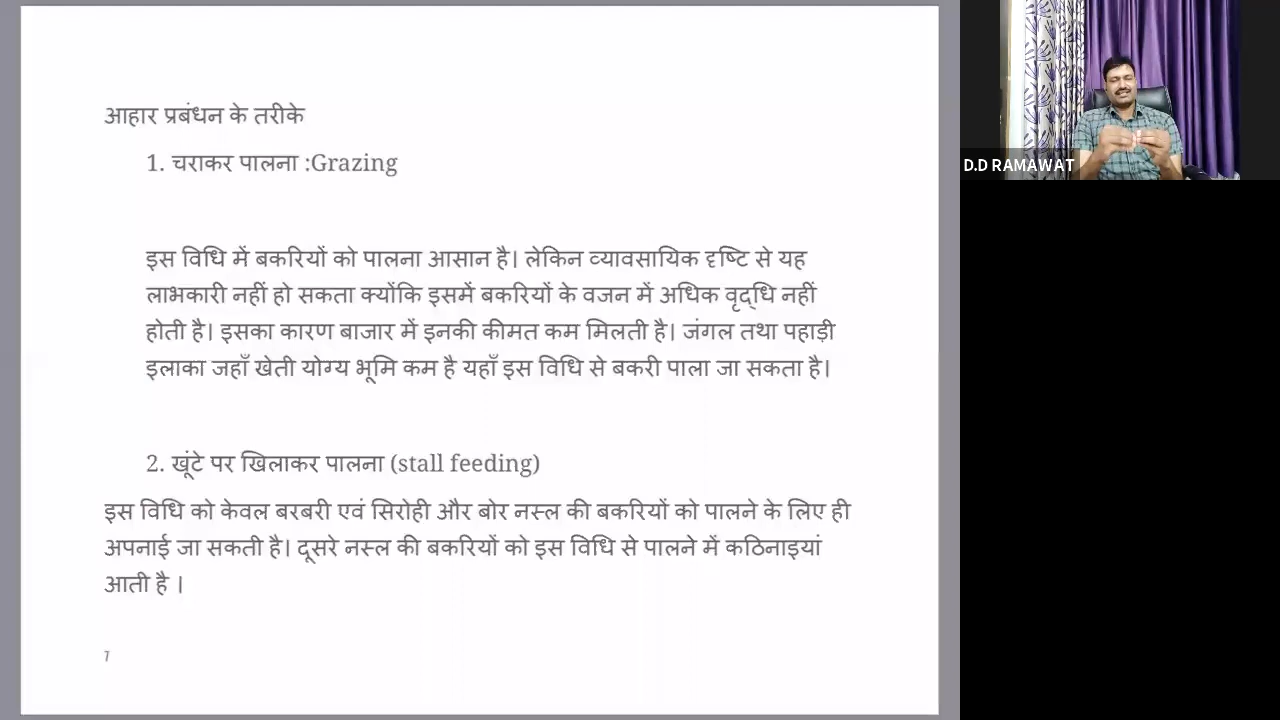 आहार प्रबंधन के तरीके
1. चराकर पालना :Grazing
इस विधि में बकरियों को पालना आसान है। लेकिन व्यावसायिक दृष्टि से यह
लाभकारी नहीं हो सकता क्योंकि इसमें बकरियों के वजन में अधिक वृद्धि नहीं
होती है। इसका कारण बाजार में इनकी कीमत कम मिलती है। जंगल तथा पहाड़ी
इलाका जहाँ खेती योग्य भूमि कम है यहाँ इस विधि से बकरी पाला जा सकता है।
2. खूंटे पर खिलाकर पालना (stall feeding)
इस विधि को केवल बरबरी एवं सिरोही और बोर नस्ल की बकरियों को पालने के लिए ही
अपनाई जा सकती है। दूसरे नस्ल की बकरियों को इस विधि से पालने में कठिनाइयां
आती है ।
7
D.D RAMAWAT